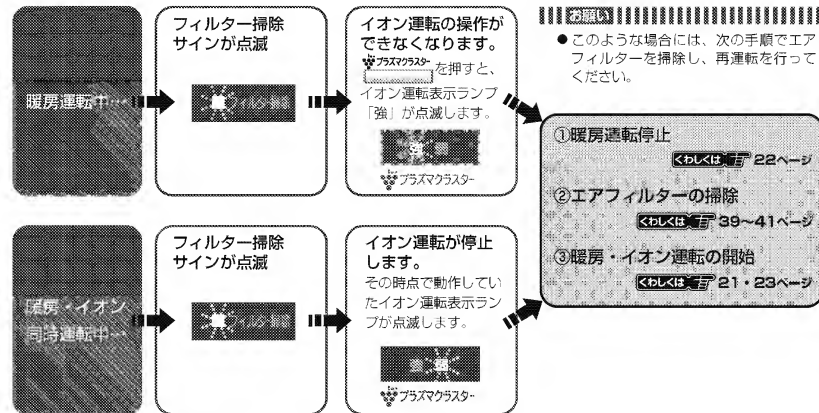 暖房運転中…
フィルター掃除
サインが点滅
フィルター掃除
イオン運転の操作が
できなくなります。
プラズマクラスター
を押すと、
イオン運転表示ランプ
「強」が点滅します。
強
プラズマクラスター
お願い
●このような場合には、次の手順でエア
フィルターを掃除し、再運転を行って
ください。
①暖房運転停止
くわしくは 22ページ
②エアフィルターの掃除
くわしくは 39〜41ページ
③暖房・イオン運転の開始
くわしくは 21・23ページ
暖房・イオン
同時運転中…
フィルター掃除
サインが点滅
フィルター掃除
イオン運転が停止
します。
その時点で動作してい
たイオン運転表示ラン
プが点滅します。
プラズマクラスター